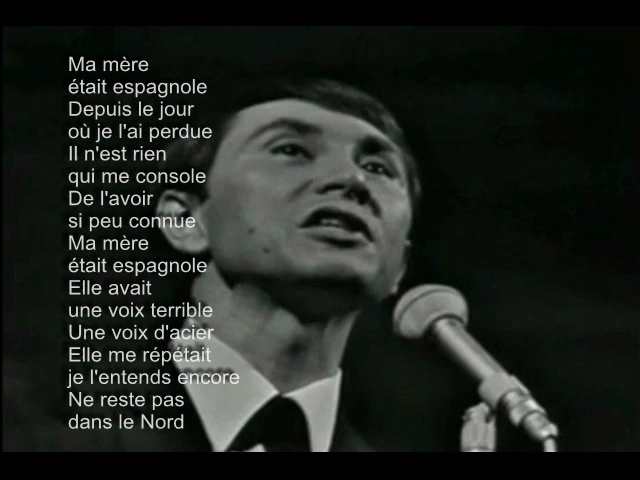 Ma mère
était espagnole
Depuis le jour
où je l'ai perdue
Il n'est rien
qui me console
De l'avoir
si peu connue
Ma mère
était espagnole
Elle avait
une voix terrible
Une voix d'acier
Elle me répétait
je l'entends encore
Ne reste pas
dans le Nord